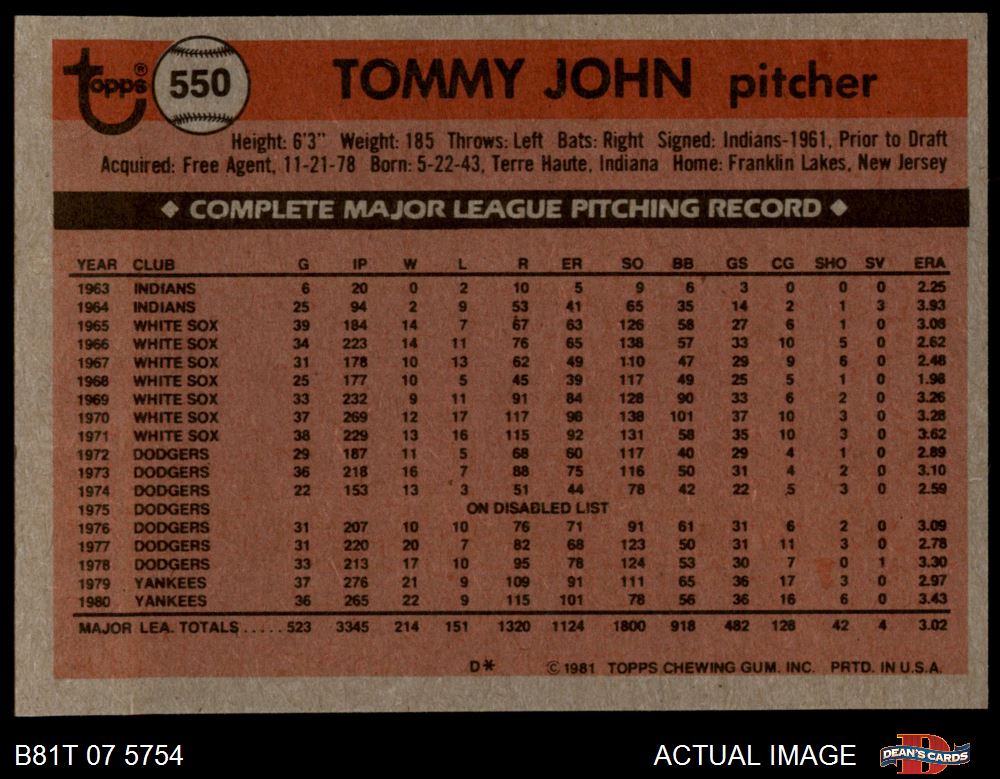 Topps® 550 TOMMY JOHN pitcher
Height: 6'3" Weight: 185 Throws: Left Bats: Right Signed: Indians-1961, Prior to Draft
Acquired: Free Agent, 11-21-78 Born: 5-22-43, Terre Haute, Indiana Home: Franklin Lakes, New Jersey
◆ COMPLETE MAJOR LEAGUE PITCHING RECORD ◆
YEAR CLUB G IP W L R ER SO BB GS CG SHO SV ERA
1963 INDIANS 6 20 0 2 10 5 9 6 3 0 0 0 2.25
1964 INDIANS 25 94 2 9 53 41 65 35 14 2 1 3 3.93
1965 WHITE SOX 39 184 14 7 67 63 126 58 27 6 1 0 3.08
1966 WHITE SOX 34 223 14 11 76 65 138 57 33 10 5 0 2.62
1967 WHITE SOX 31 178 10 13 62 49 110 47 29 9 6 0 2.48
1968 WHITE SOX 25 177 10 5 45 39 117 49 25 5 1 0 1.98
1969 WHITE SOX 33 232 9 11 91 84 128 90 33 6 2 0 3.26
1970 WHITE SOX 37 269 12 17 117 98 138 101 37 10 3 0 3.28
1971 WHITE SOX 38 229 13 16 115 92 131 58 35 10 3 0 3.62
1972 DODGERS 29 187 11 5 68 60 117 40 29 4 1 0 2.89
1973 DODGERS 36 218 16 7 88 75 116 50 31 4 2 0 3.10
1974 DODGERS 22 153 13 3 51 44 78 42 22 5 3 0 2.59
1975 DODGERS ON DISABLED LIST
1976 DODGERS 31 207 10 10 76 71 91 61 31 6 2 0 3.09
1977 DODGERS 31 220 20 7 82 68 123 50 31 11 3 0 2.78
1978 DODGERS 33 213 17 10 95 78 124 53 30 7 0 1 3.30
1979 YANKEES 37 276 21 9 109 91 111 65 36 17 3 0 2.97
1980 YANKEES 36 265 22 9 115 101 78 56 36 16 6 0 3.43
MAJOR LEA. TOTALS..... 523 3345 214 151 1320 1124 1800 918 482 128 42 4 3.02
D* © 1981 TOPPS CHEWING GUM. INC. PRTD. IN U.S.A.
B81T 07 5754 ACTUAL IMAGE DEAN'S CARDS